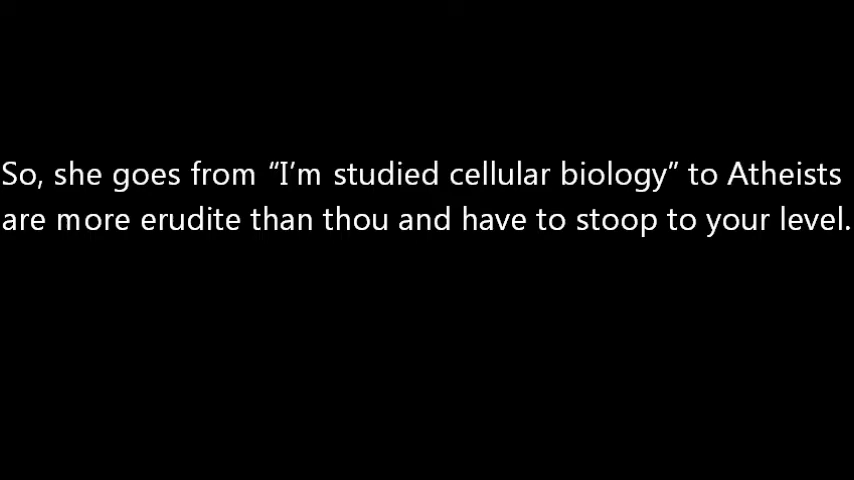 So, she goes from “I’m studied cellular biology” to Atheists
are more erudite than thou and have to stoop to your level.